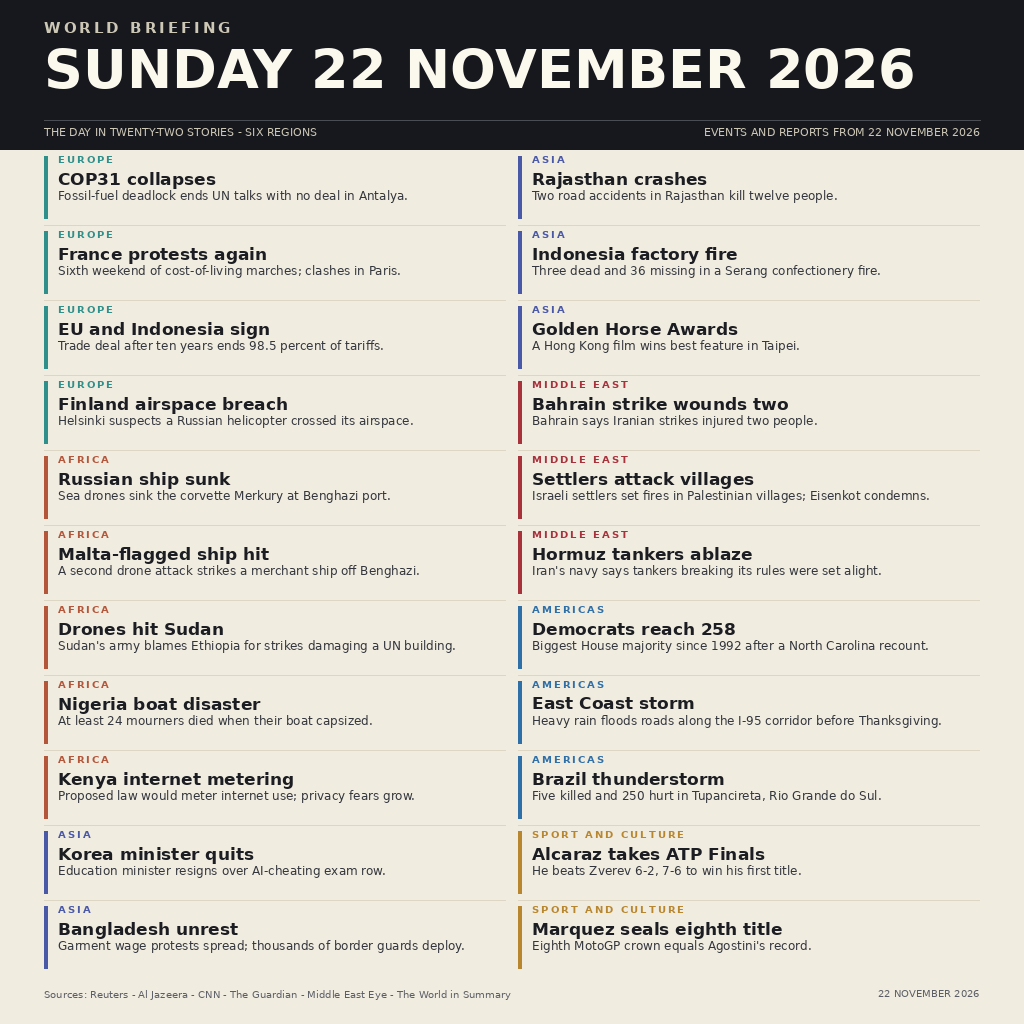 WORLD BRIEFING
SUNDAY 22 NOVEMBER 2026
THE DAY IN TWENTY-TWO STORIES - SIX REGIONS
EVENTS AND REPORTS FROM 22 NOVEMBER 2026
EUROPE
COP31 collapses
Fossil-fuel deadlock ends UN talks with no deal in Antalya.
EUROPE
France protests again
Sixth weekend of cost-of-living marches; clashes in Paris.
EUROPE
EU and Indonesia sign
Trade deal after ten years ends 98.5 percent of tariffs.
EUROPE
Finland airspace breach
Helsinki suspects a Russian helicopter crossed its airspace.
AFRICA
Russian ship sunk
Sea drones sink the corvette Merkury at Benghazi port.
AFRICA
Malta-flagged ship hit
A second drone attack strikes a merchant ship off Benghazi.
AFRICA
Drones hit Sudan
Sudan's army blames Ethiopia for strikes damaging a UN building.
AFRICA
Nigeria boat disaster
At least 24 mourners died when their boat capsized.
AFRICA
Kenya internet metering
Proposed law would meter internet use; privacy fears grow.
ASIA
Korea minister quits
Education minister resigns over AI-cheating exam row.
ASIA
Bangladesh unrest
Garment wage protests spread; thousands of border guards deploy.
ASIA
Rajasthan crashes
Two road accidents in Rajasthan kill twelve people.
ASIA
Indonesia factory fire
Three dead and 36 missing in a Serang confectionery fire.
ASIA
Golden Horse Awards
A Hong Kong film wins best feature in Taipei.
MIDDLE EAST
Bahrain strike wounds two
Bahrain says Iranian strikes injured two people.
MIDDLE EAST
Settlers attack villages
Israeli settlers set fires in Palestinian villages; Eisenkot condemns.
MIDDLE EAST
Hormuz tankers ablaze
Iran's navy says tankers breaking its rules were set alight.
AMERICAS
Democrats reach 258
Biggest House majority since 1992 after a North Carolina recount.
AMERICAS
East Coast storm
Heavy rain floods roads along the I-95 corridor before Thanksgiving.
AMERICAS
Brazil thunderstorm
Five killed and 250 hurt in Tupancireta, Rio Grande do Sul.
SPORT AND CULTURE
Alcaraz takes ATP Finals
He beats Zverev 6-2, 7-6 to win his first title.
SPORT AND CULTURE
Marquez seals eighth title
Eighth MotoGP crown equals Agostini's record.
Sources: Reuters - Al Jazeera - CNN - The Guardian - Middle East Eye - The World in Summary
22 NOVEMBER 2026